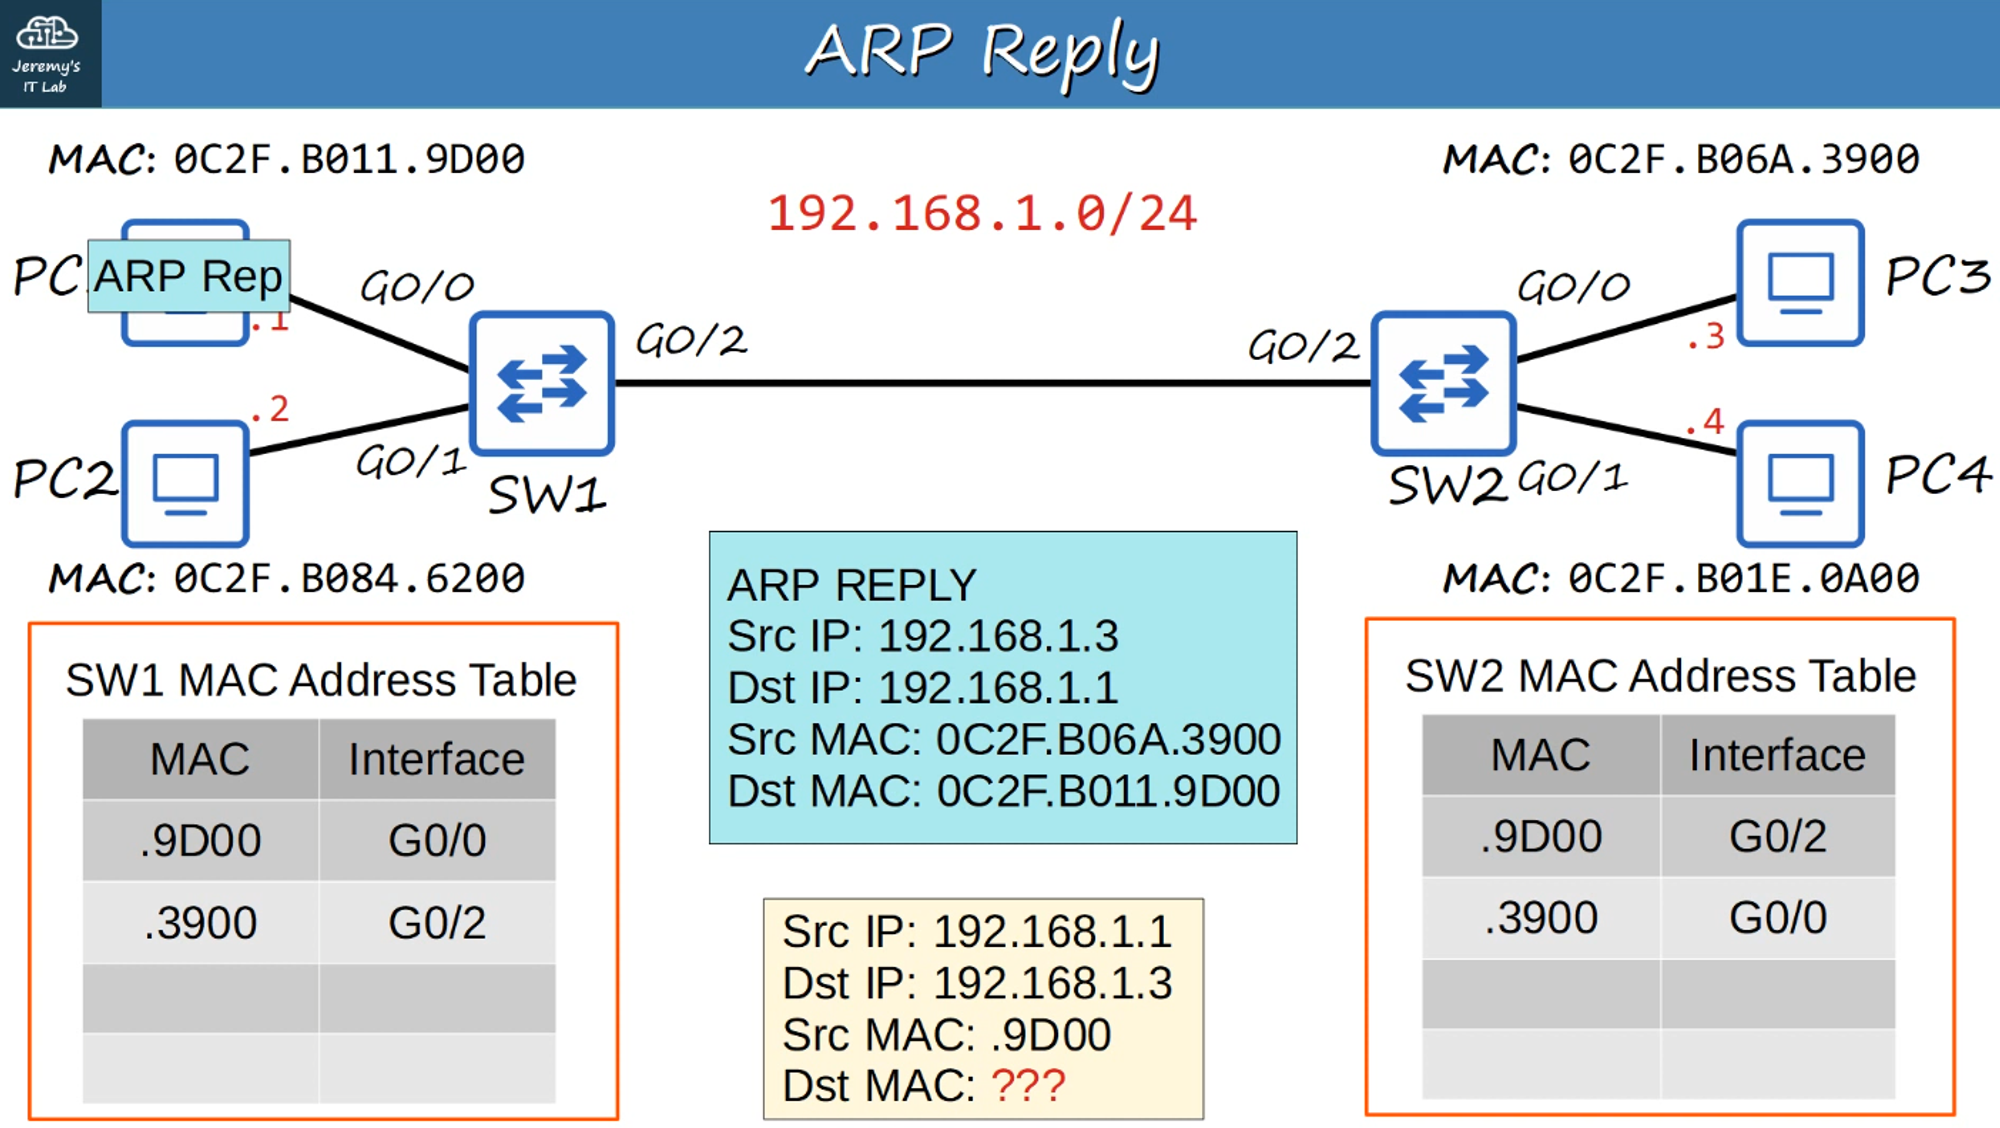 Jeremy's
IT Lab
ARP Reply
MAC: 0C2F.B011.9D00
MAC: 0C2F.B06A.3900
192.168.1.0/24
PC
ARP Rep
.1
G0/0
G0/2
G0/2
G0/0
.3
PC3
PC2
.2
G0/1
SW1
SW2
G0/1
.4
PC4
MAC: 0C2F.B084.6200
MAC: 0C2F.B01E.0A00
ARP REPLY
Src IP: 192.168.1.3
Dst IP: 192.168.1.1
Src MAC: 0C2F.B06A.3900
Dst MAC: 0C2F.B011.9D00
SW1 MAC Address Table
MAC Interface
.9D00 G0/0
.3900 G0/2
Src IP: 192.168.1.1
Dst IP: 192.168.1.3
Src MAC: .9D00
Dst MAC: ???
SW2 MAC Address Table
MAC Interface
.9D00 G0/2
.3900 G0/0